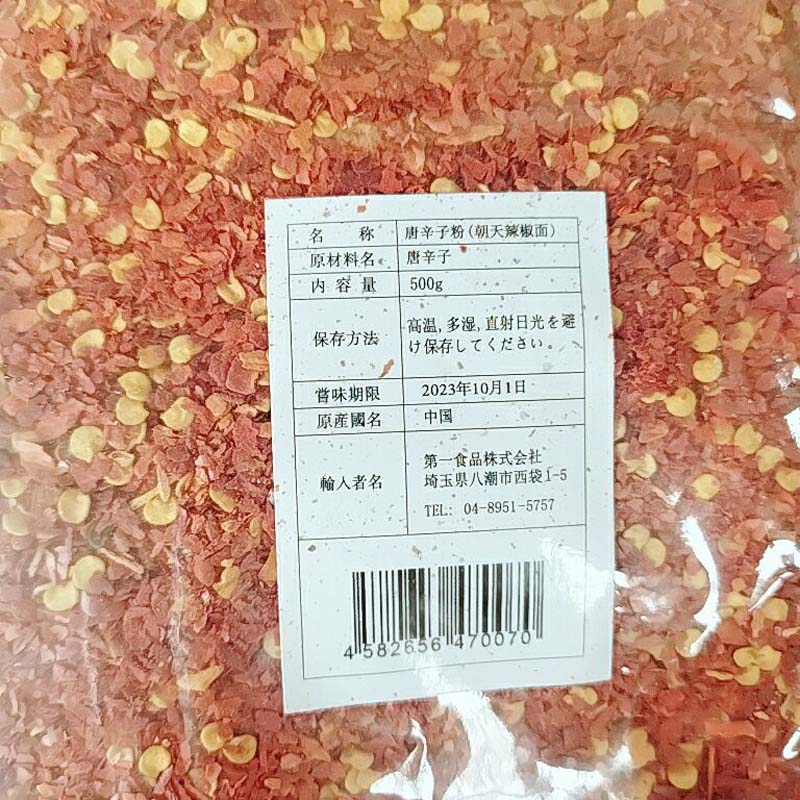 名 称 唐辛子粉(朝天辣椒面)
原材料名 唐辛子
内容量 500g
保存方法 高温,多湿,直射日光を避
け保存してください。
賞味期限 2023年10月1日
原産國名 中国
輸入者名 第一食品株式会社
埼玉県八潮市西袋1-5
TEL: 04-8951-5757
4 582656 470070